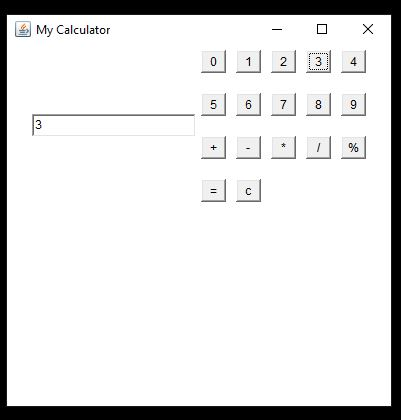 My Calculator
0 1 2 3 4
5 6 7 8 9
3
+ - * / %
= c